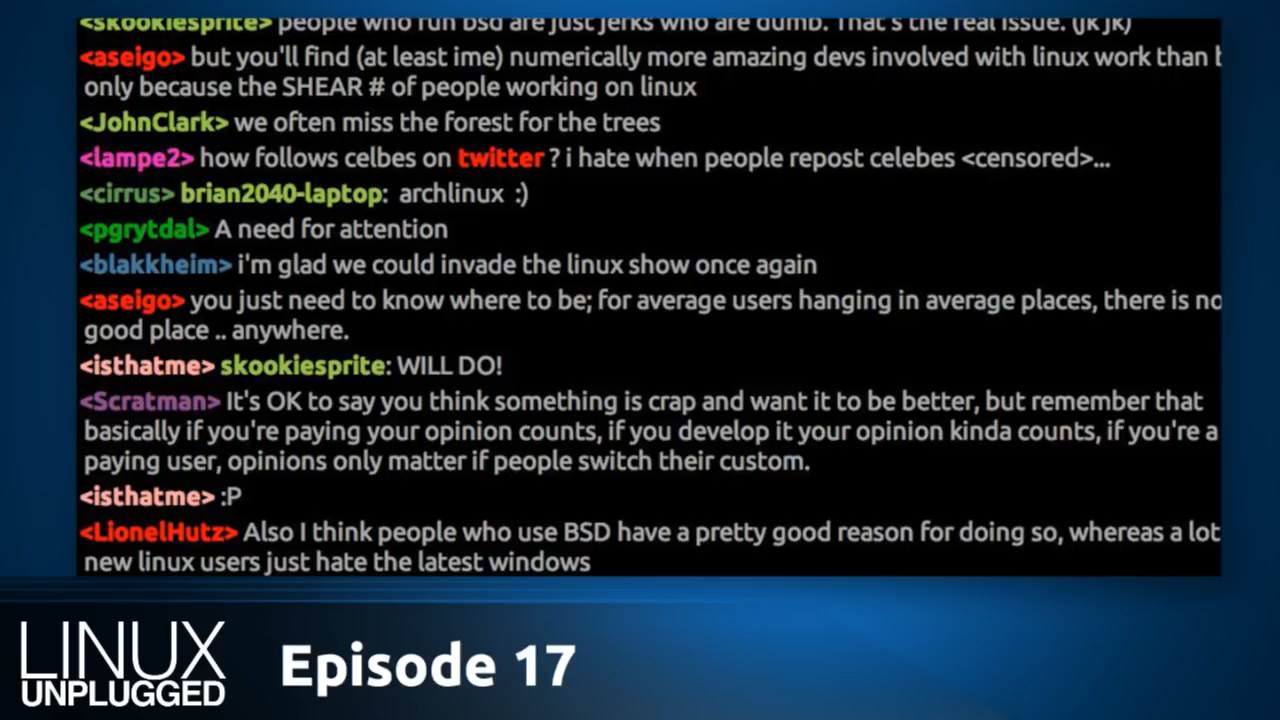 <skookiesprite> people who run bsd are just jerks who are dumb. That's the real issue. (jk jk)
<aseigo> but you'll find (at least ime) numerically more amazing devs involved with linux work than
only because the SHEAR # of people working on linux
<JohnClark> we often miss the forest for the trees
<lampe2> how follows celbes on twitter ? i hate when people repost celebes <censored>...
<cirrus> brian2040-laptop: archlinux :)
<pgrytdal> A need for attention
<blakkheim> i'm glad we could invade the linux show once again
<aseigo> you just need to know where to be; for average users hanging in average places, there is no
good place .. anywhere.
<isthatme> skookiesprite: WILL DO!
<Scratman> It's OK to say you think something is crap and want it to be better, but remember that
basically if you're paying your opinion counts, if you develop it your opinion kinda counts, if you're a
paying user, opinions only matter if people switch their custom.
<isthatme> :P
<LionelHutz> Also I think people who use BSD have a pretty good reason for doing so, whereas a lot
new linux users just hate the latest windows
LINUX
UNPLUGGED
Episode 17